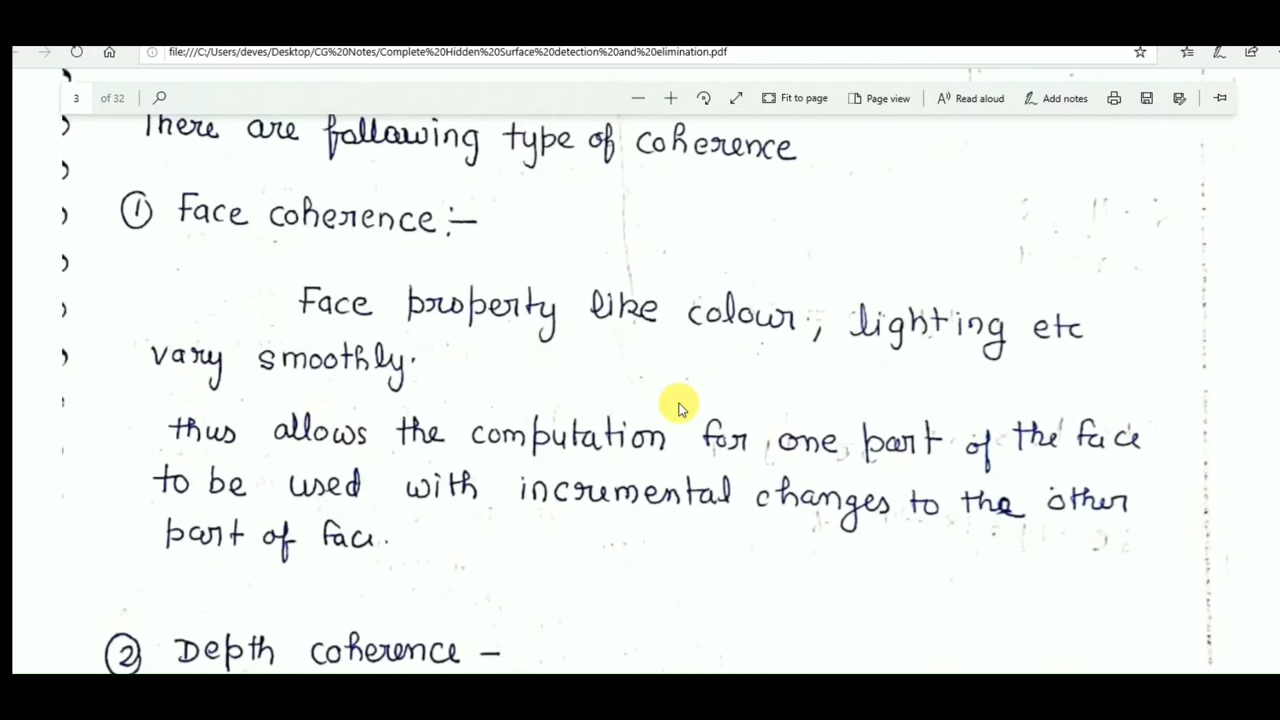 file:///C:/Users/deves/Desktop/CG%20Notes/Complete%20Hidden%20Surface%20detection%20and%20elimination.pdf
3 of 32 Fit to page Page view Read aloud Add notes
There are following type of coherence
① Face coherence :-
Face property like colour, lighting etc
vary smoothly.
thus allows the computation for one part of the face
to be used with incremental changes to the other
part of face.
② Depth coherence -